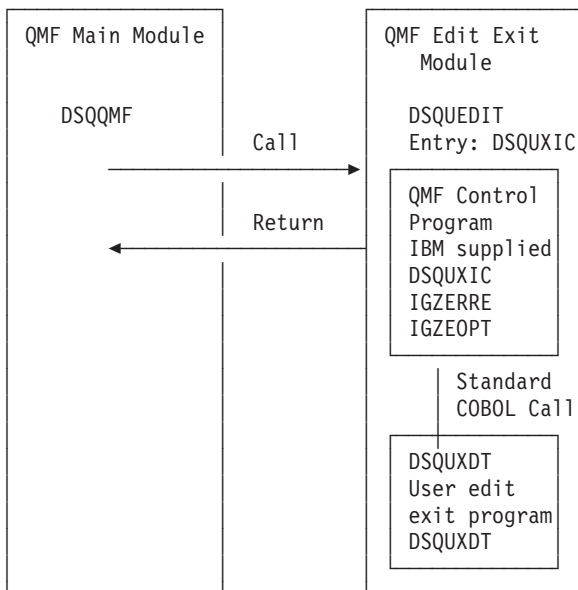 QMF Main Module
DSQQMF
Call
Return
QMF Edit Exit
Module
DSQUEDIT
Entry: DSQUXIC
QMF Control
Program
IBM supplied
DSQUXIC
IGZERRE
IGZEOPT
Standard
COBOL Call
DSQUXDT
User edit
exit program
DSQUXDT